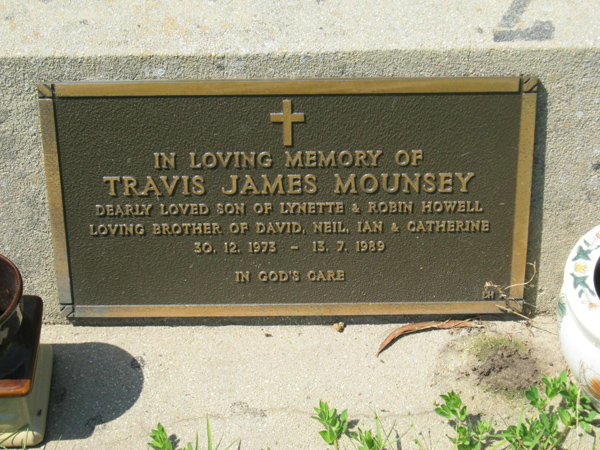 IN LOVING MEMORY OF
TRAVIS JAMES MOUNSEY
DEARLY LOVED SON OF LYNETTE & ROBIN HOWELL
LOVING BROTHER OF DAVID, NEIL, IAN & CATHERINE
30. 12. 1973 - 13. 7. 1989
IN GOD'S CARE